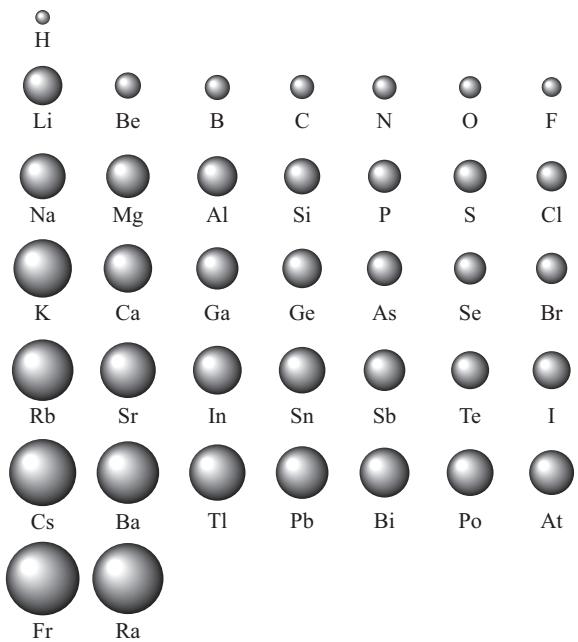 H
Li Be B C N O F
Na Mg Al Si P S Cl
K Ca Ga Ge As Se Br
Rb Sr In Sn Sb Te I
Cs Ba Tl Pb Bi Po At
Fr Ra